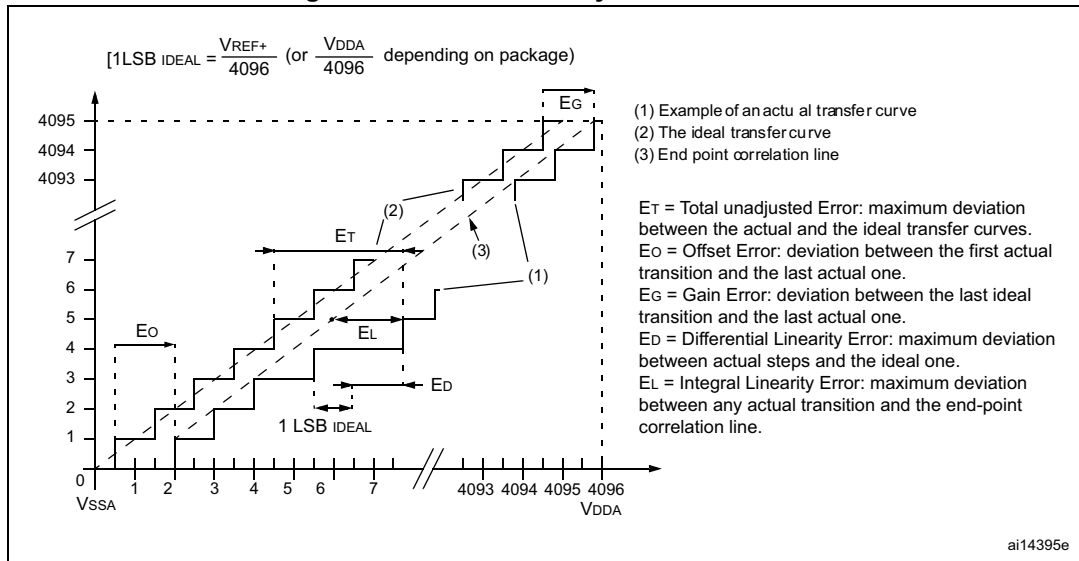 [1LSB IDEAL = VREF+ / 4096 (or VDDA / 4096 depending on package)
EG
(1) Example of an actu al transfer curve
(2) The ideal transfer curve
(3) End point correlation line
4095
4094
4093
7
6
5
4
3
2
1
0
(2)
ET
(3)
(1)
EO
EL
ED
1 LSB IDEAL
ET = Total unadjusted Error: maximum deviation
between the actual and the ideal transfer curves.
EO = Offset Error: deviation between the first actual
transition and the last actual one.
EG = Gain Error: deviation between the last ideal
transition and the last actual one.
ED = Differential Linearity Error: maximum deviation
between actual steps and the ideal one.
EL = Integral Linearity Error: maximum deviation
between any actual transition and the end-point
correlation line.
1 2 3 4 5 6 7 4093 4094 4095 4096
VSSA
VDDA
ai14395e